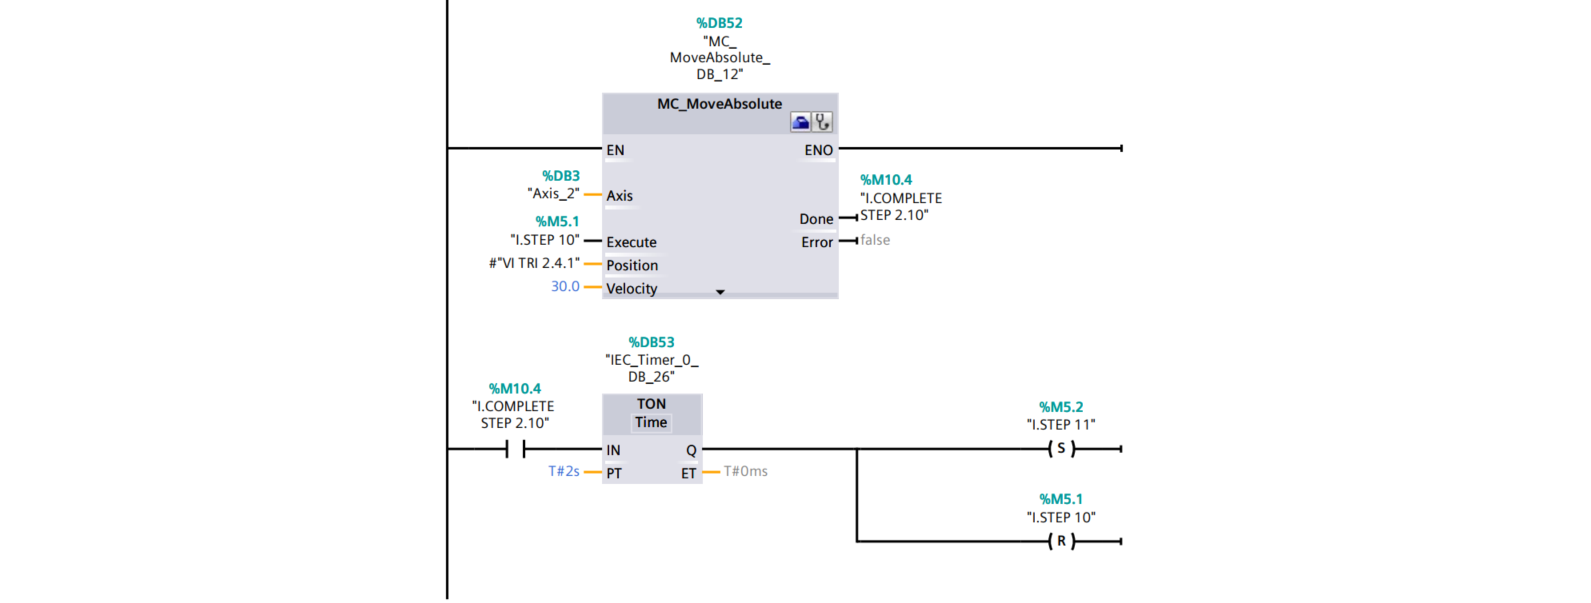 %DB52
"MC_
MoveAbsolute_
DB_12"
MC_MoveAbsolute
EN
ENO
%DB3
"Axis_2"
Axis
%M10.4
"I.COMPLETE
STEP 2.10"
Done
%M5.1
"I.STEP 10"
Execute
Error
false
#"VI TRI 2.4.1"
Position
30.0
Velocity
%DB53
"IEC_Timer_0_
DB_26"
%M10.4
"I.COMPLETE
STEP 2.10"
TON
Time
IN
Q
T#2s
PT
ET
T#0ms
%M5.2
"I.STEP 11"
S
%M5.1
"I.STEP 10"
R